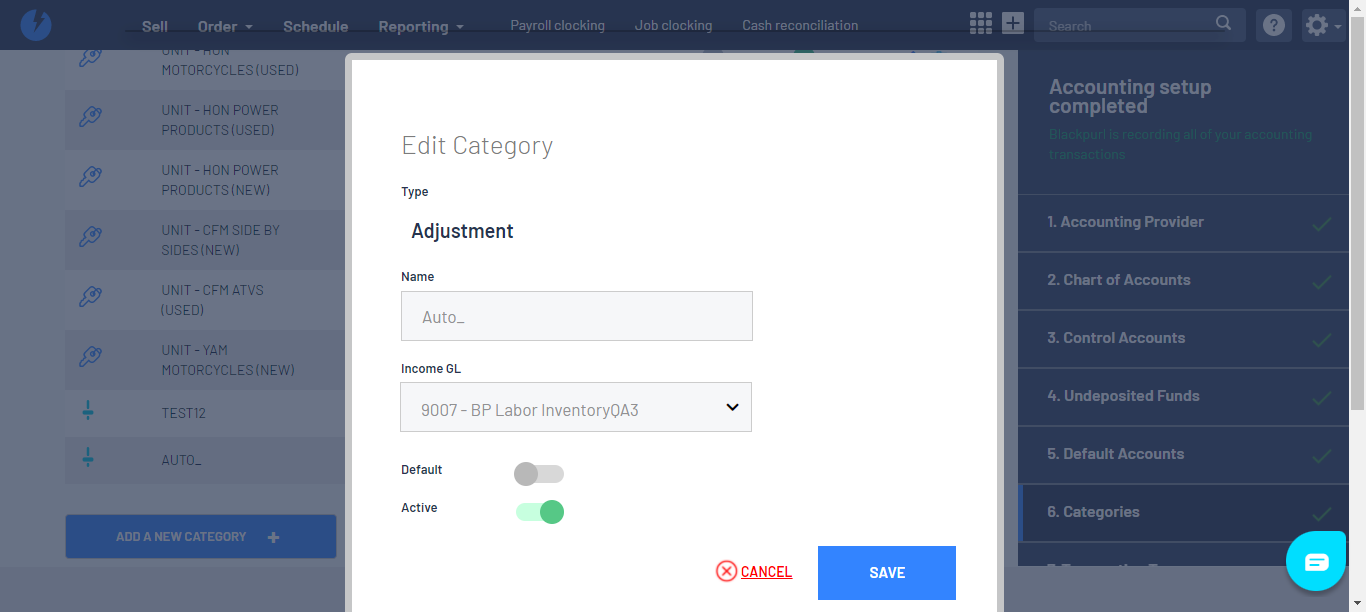 Sell
Order
Schedule
Reporting
Payroll clocking
Job clocking
Cash reconciliation
Search
UNIT - HON
MOTORCYCLES (USED)
UNIT - HON POWER
PRODUCTS (USED)
UNIT - HON POWER
PRODUCTS (NEW)
UNIT - CFM SIDE BY
SIDES (NEW)
UNIT - CFM ATVS
(USED)
UNIT - YAM
MOTORCYCLES (NEW)
TEST12
AUTO_
ADD A NEW CATEGORY
Edit Category
Type
Adjustment
Name
Auto_
Income GL
9007 - BP Labor InventoryQA3
Default
Active
CANCEL
SAVE
Accounting setup
completed
Blackpurl is recording all of your accounting
transactions
1. Accounting Provider
2. Chart of Accounts
3. Control Accounts
4. Undeposited Funds
5. Default Accounts
6. Categories